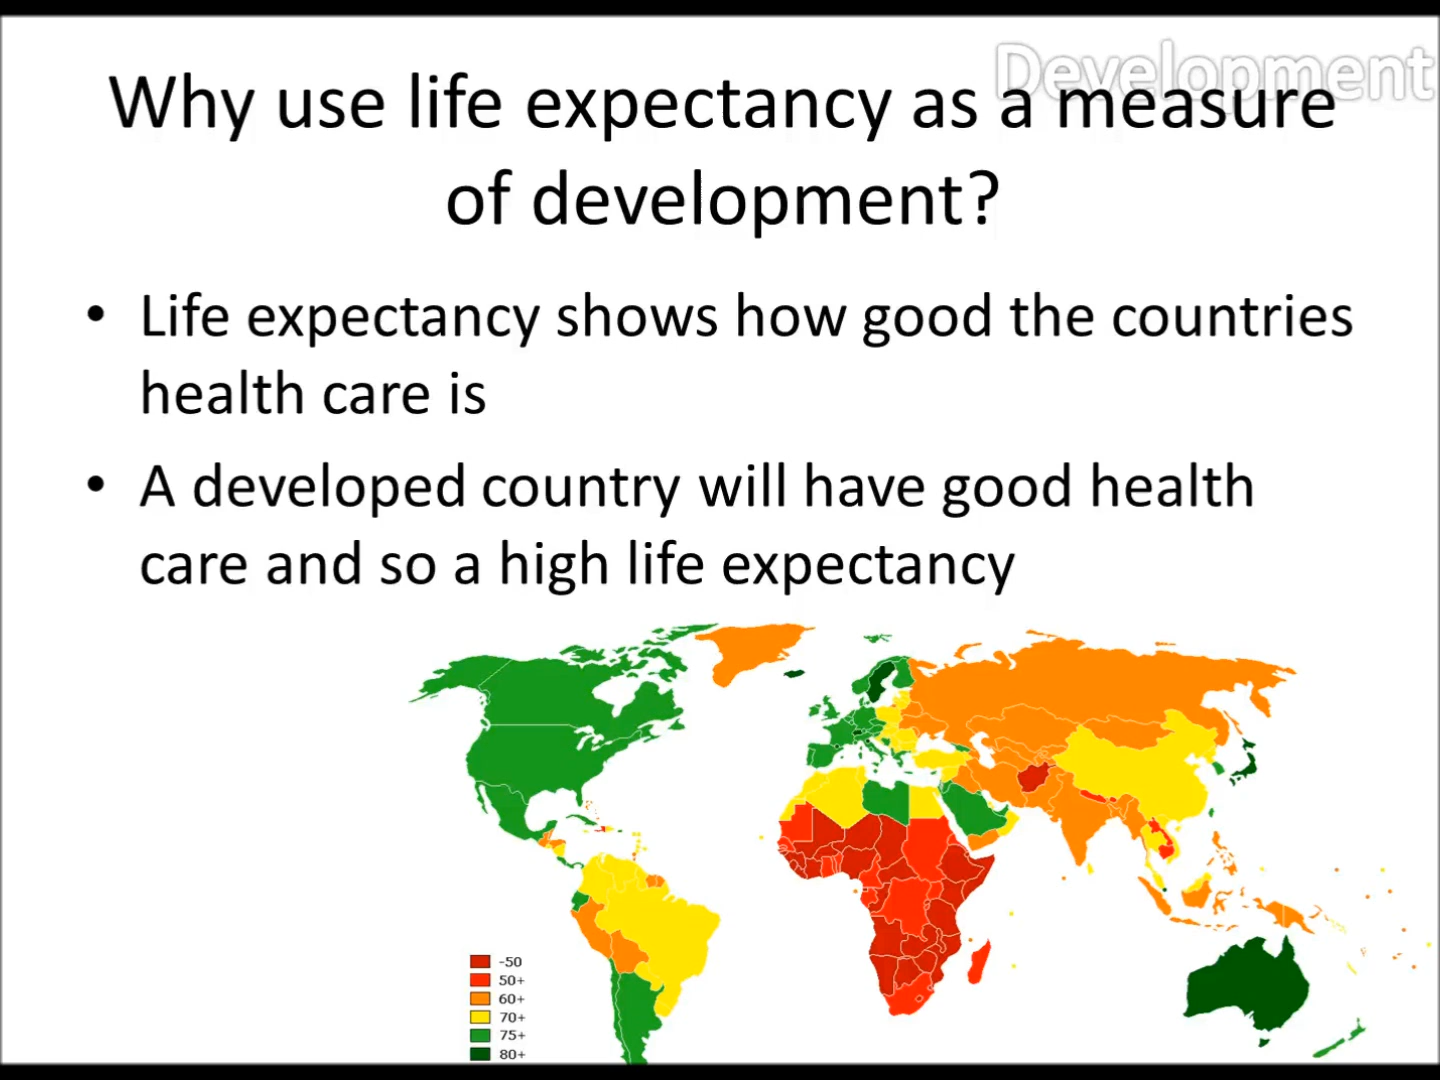 Development
Why use life expectancy as a measure
of development?
• Life expectancy shows how good the countries
health care is
• A developed country will have good health
care and so a high life expectancy
-50
50+
60+
70+
75+
80+